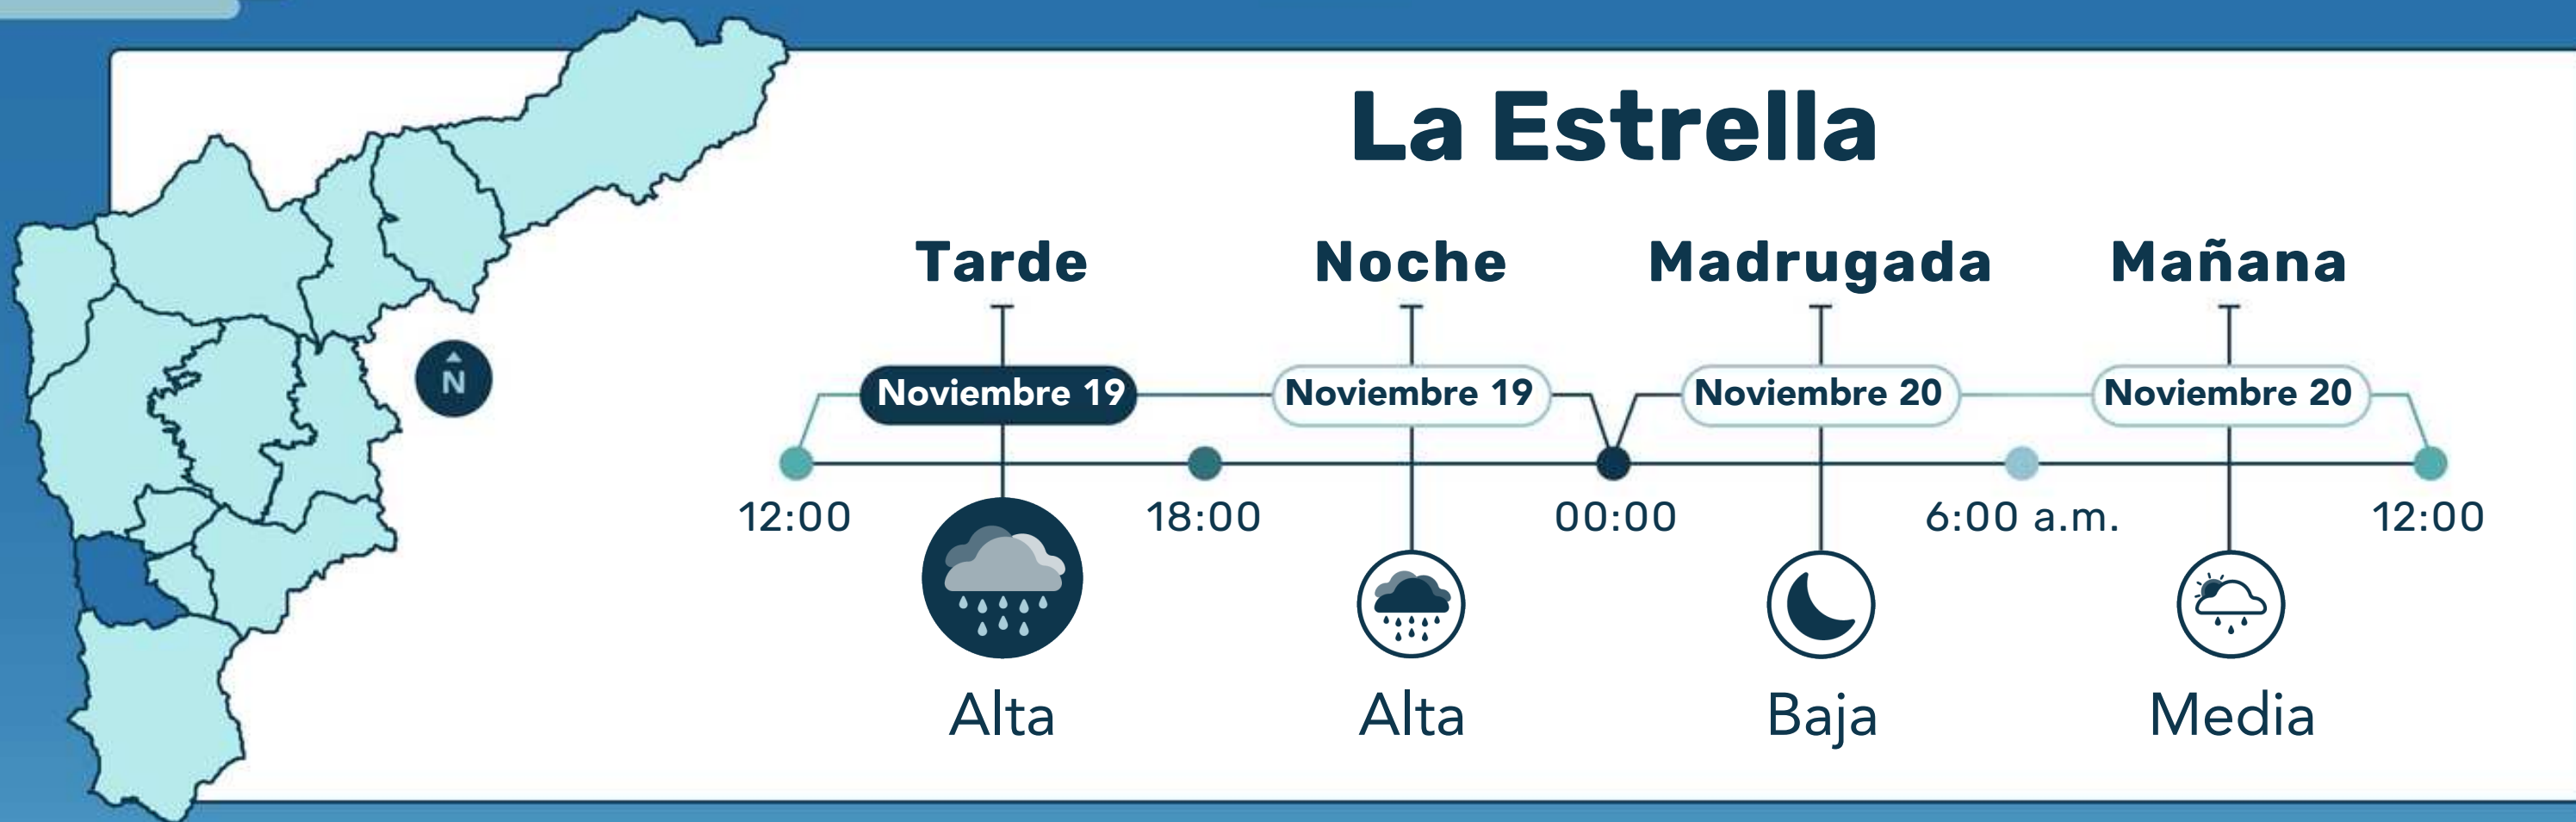 La Estrella
Tarde Noche Madrugada Mañana
Noviembre 19 Noviembre 19 Noviembre 20 Noviembre 20
N
12:00 18:00 00:00 6:00 a.m. 12:00
Alta Alta Baja Media